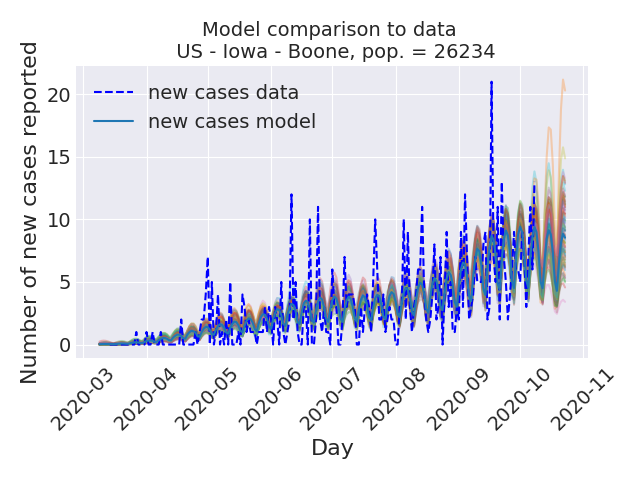 Model comparison to data
US - Iowa - Boone, pop. = 26234
Number of new cases reported
20
15
10
5
0
new cases data
new cases model
2020-03
2020-04
2020-05
2020-06
2020-07
2020-08
2020-09
2020-10
2020-11
Day